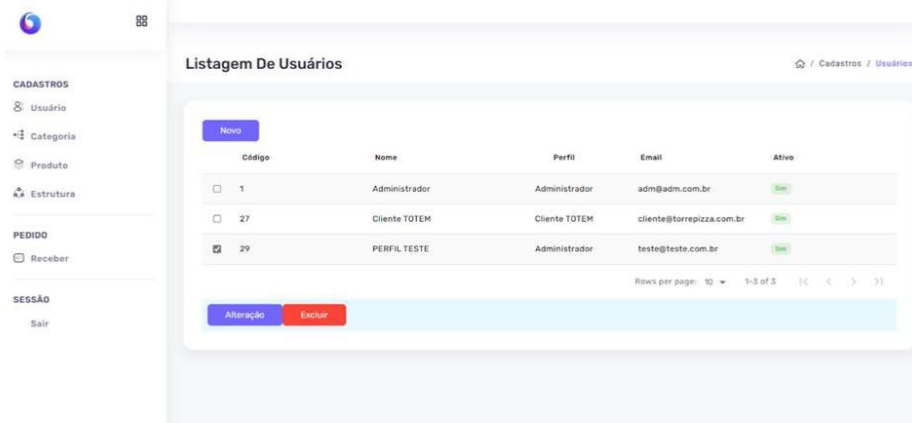 Listagem De Usuários
/ Cadastros / Usuários
CADASTROS
Usuário
Categoria
Produto
Estrutura
PEDIDO
Receber
SESSÃO
Sair
Novo
Código Nome Perfil Email Ativo
1 Administrador Administrador adm@adm.com.br Sim
27 Cliente TOTEM Cliente TOTEM cliente@torrepizza.com.br Sim
29 PERFIL TESTE Administrador teste@teste.com.br Sim
Rows per page: 10 1-3 of 3
Alteração Excluir